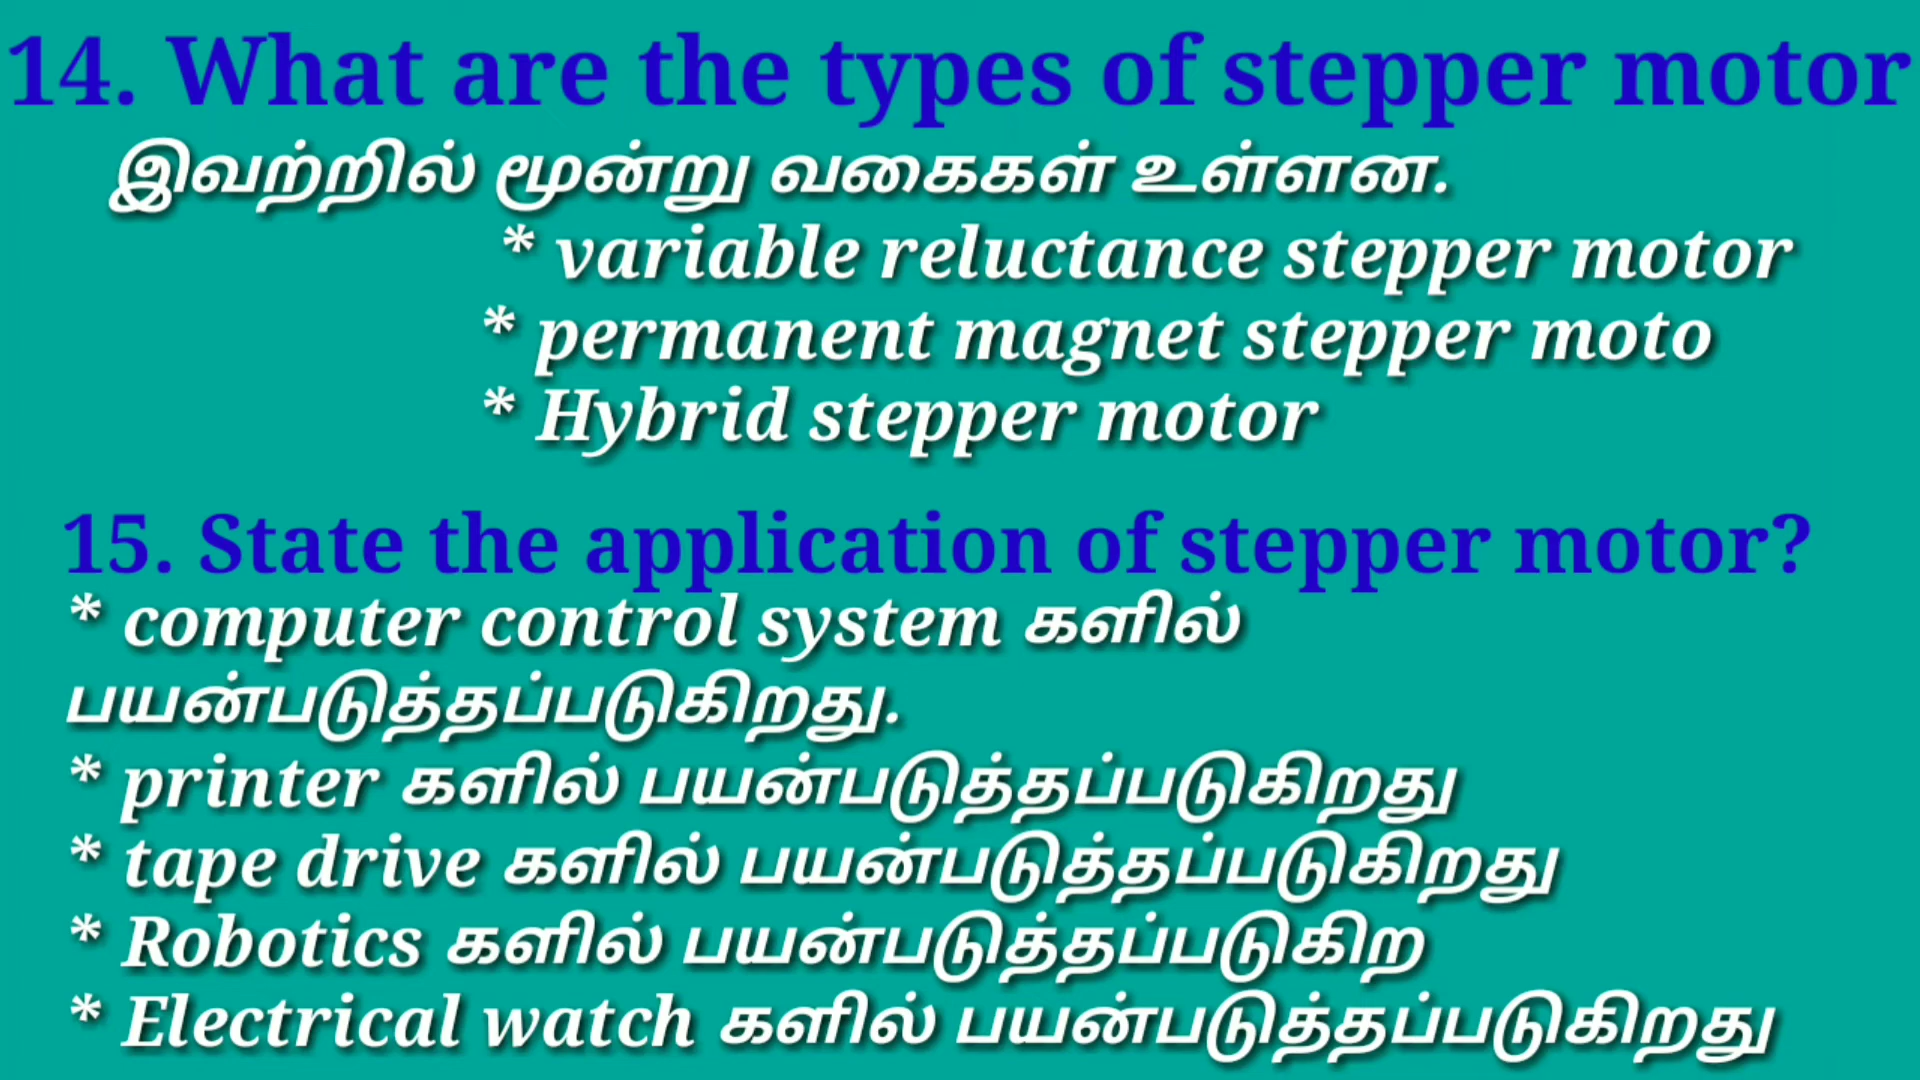 14. What are the types of stepper motor
இவற்றில் மூன்று வகைகள் உள்ளன.
* variable reluctance stepper motor
* permanent magnet stepper moto
* Hybrid stepper motor
15. State the application of stepper motor?
* computer control system களில்
பயன்படுத்தப்படுகிறது.
* printer களில் பயன்படுத்தப்படுகிறது
* tape drive களில் பயன்படுத்தப்படுகிறது
* Robotics களில் பயன்படுத்தப்படுகிற
* Electrical watch களில் பயன்படுத்தப்படுகிறது